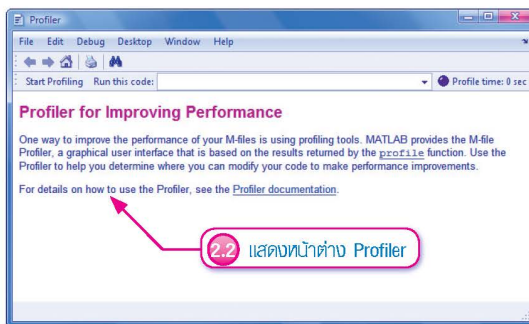 Profiler
File Edit Debug Desktop Window Help
Start Profiling Run this code: Profile time: 0 sec
Profiler for Improving Performance
One way to improve the performance of your M-files is using profiling tools. MATLAB provides the M-file
Profiler, a graphical user interface that is based on the results returned by the profile function. Use the
Profiler to help you determine where you can modify your code to make performance improvements.
For details on how to use the Profiler, see the Profiler documentation.
2.2 แสดงหน้าต่าง Profiler